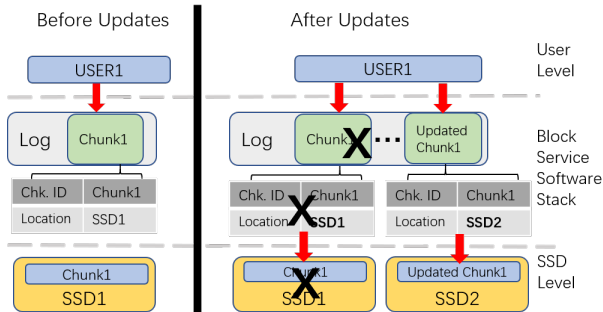 Before Updates
After Updates
USER1
USER1
User
Level
Log
Chunk1
Log
Chunk1
...
Updated
Chunk1
Block
Service
Software
Stack
Chk. ID
Chunk1
Location
SSD1
Chk. ID
Chunk1
Location
SSD1
Chk. ID
Chunk1
Location
SSD2
Chunk1
SSD1
Chunk1
SSD1
Updated Chunk1
SSD2
SSD
Level